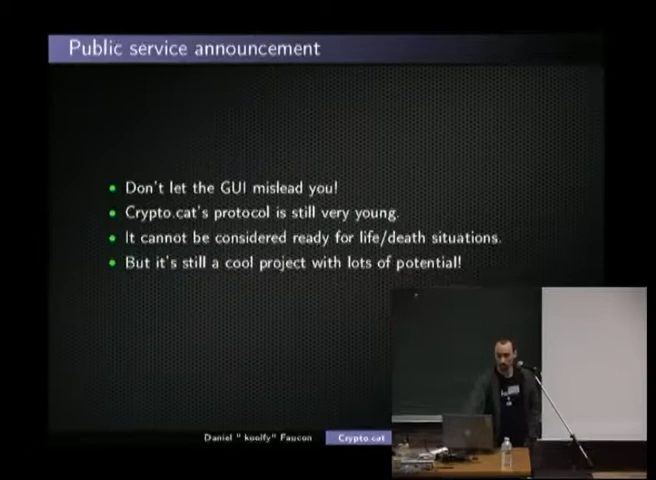 Public service announcement
Don't let the GUI mislead you!
Crypto.cat's protocol is still very young.
It cannot be considered ready for life/death situations.
But it's still a cool project with lots of potential!
Daniel "koolfy" Faucon
Crypto.cat